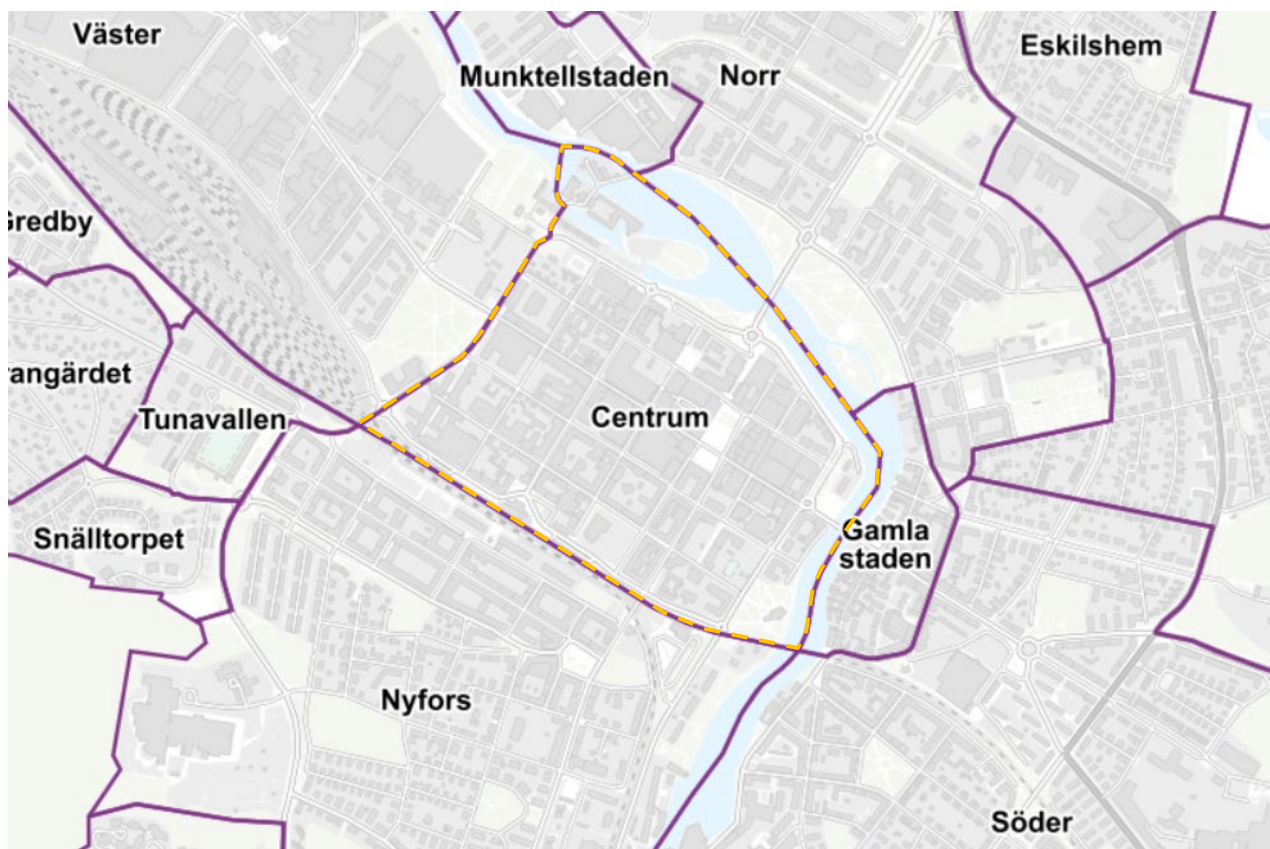 Väster
Eskilshem
Munktellstaden
Norr
Gredby
rangärdet
Tunavallen
Centrum
Snälltorpet
Gamla
staden
Nyfors
Söder